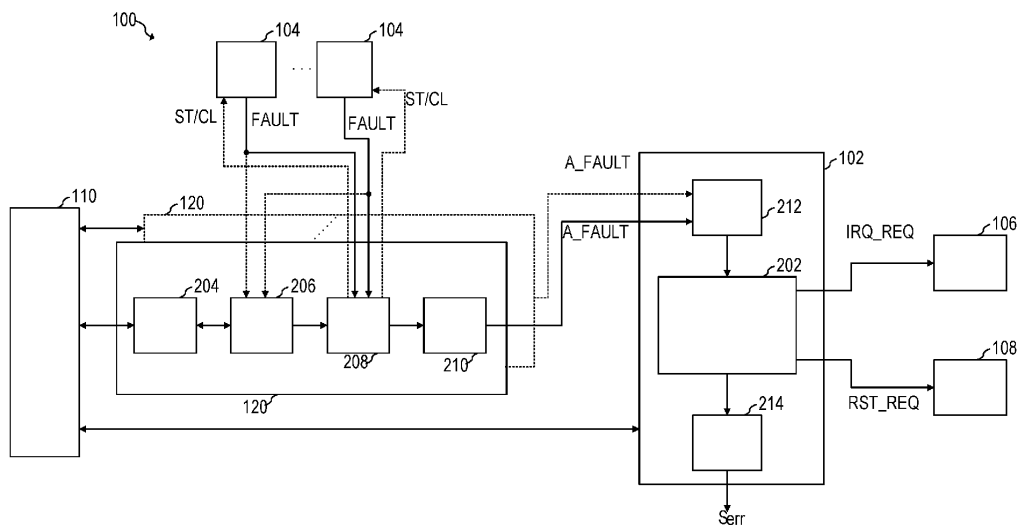 100
104
104
. . .
ST/CL
FAULT
FAULT
ST/CL
A_FAULT
102
110
120
212
A_FAULT
IRQ_REQ
106
202
204
206
208
210
108
120
RST_REQ
214
Serr